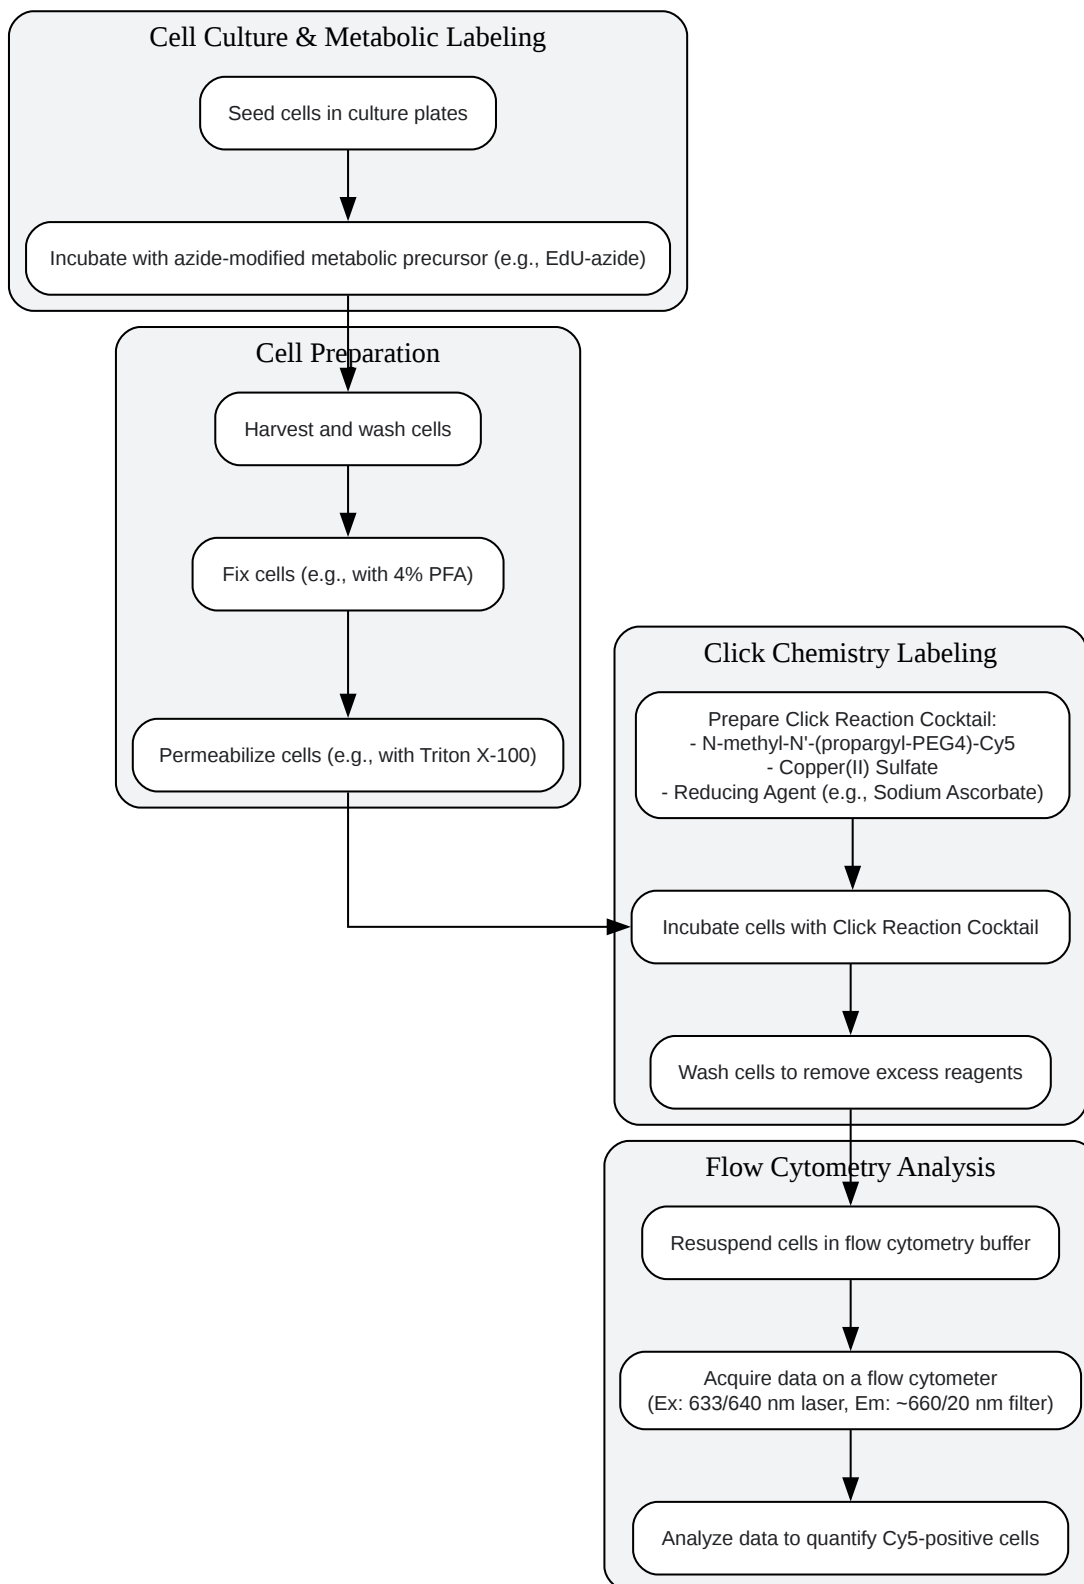 Cell Culture & Metabolic Labeling
Seed cells in culture plates
Incubate with azide-modified metabolic precursor (e.g., EdU-azide)
Cell Preparation
Harvest and wash cells
Fix cells (e.g., with 4% PFA)
Permeabilize cells (e.g., with Triton X-100)
Click Chemistry Labeling
Prepare Click Reaction Cocktail:
- N-methyl-N'-(propargyl-PEG4)-Cy5
- Copper(II) Sulfate
- Reducing Agent (e.g., Sodium Ascorbate)
Incubate cells with Click Reaction Cocktail
Wash cells to remove excess reagents
Flow Cytometry Analysis
Resuspend cells in flow cytometry buffer
Acquire data on a flow cytometer
(Ex: 633/640 nm laser, Em: ~660/20 nm filter)
Analyze data to quantify Cy5-positive cells